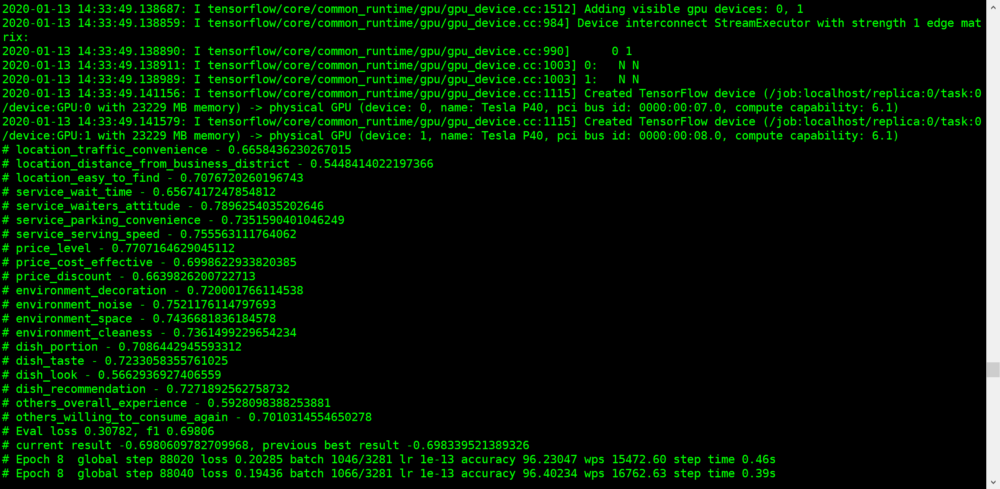 2020-01-13 14:33:49.138687: I tensorflow/core/common_runtime/gpu/gpu_device.cc:1512] Adding visible gpu devices: 0, 1
2020-01-13 14:33:49.138859: I tensorflow/core/common_runtime/gpu/gpu_device.cc:984] Device interconnect StreamExecutor with strength 1 edge mat
rix:
2020-01-13 14:33:49.138890: I tensorflow/core/common_runtime/gpu/gpu_device.cc:990]      0 1
2020-01-13 14:33:49.138911: I tensorflow/core/common_runtime/gpu/gpu_device.cc:1003] 0:   N N
2020-01-13 14:33:49.138989: I tensorflow/core/common_runtime/gpu/gpu_device.cc:1003] 1:   N N
2020-01-13 14:33:49.141156: I tensorflow/core/common_runtime/gpu/gpu_device.cc:1115] Created TensorFlow device (/job:localhost/replica:0/task:0
/device:GPU:0 with 23229 MB memory) -> physical GPU (device: 0, name: Tesla P40, pci bus id: 0000:00:07.0, compute capability: 6.1)
2020-01-13 14:33:49.141579: I tensorflow/core/common_runtime/gpu/gpu_device.cc:1115] Created TensorFlow device (/job:localhost/replica:0/task:0
/device:GPU:1 with 23229 MB memory) -> physical GPU (device: 1, name: Tesla P40, pci bus id: 0000:00:08.0, compute capability: 6.1)
# location_traffic_convenience - 0.6658436230267015
# location_distance_from_business_district - 0.5448414022197366
# location_easy_to_find - 0.7076720260196743
# service_wait_time - 0.6567417247854812
# service_waiters_attitude - 0.7896254035202646
# service_parking_convenience - 0.7351590401046249
# service_serving_speed - 0.755563111764062
# price_level - 0.7707164629045112
# price_cost_effective - 0.6998622933820385
# price_discount - 0.6639826200722713
# environment_decoration - 0.720001766114538
# environment_noise - 0.7521176114797693
# environment_space - 0.7436681836184578
# environment_cleaness - 0.7361499229654234
# dish_portion - 0.7086442945593312
# dish_taste - 0.7233058355761025
# dish_look - 0.5662936927406559
# dish_recommendation - 0.7271892562758732
# others_overall_experience - 0.5928098388253881
# others_willing_to_consume_again - 0.7010314554650278
# Eval loss 0.30782, f1 0.69806
# current result -0.6980609782709968, previous best result -0.698339521389326
# Epoch 8  global step 88020 loss 0.20285 batch 1046/3281 lr 1e-13 accuracy 96.23047 wps 15472.60 step time 0.46s
# Epoch 8  global step 88040 loss 0.19436 batch 1066/3281 lr 1e-13 accuracy 96.40234 wps 16762.63 step time 0.39s